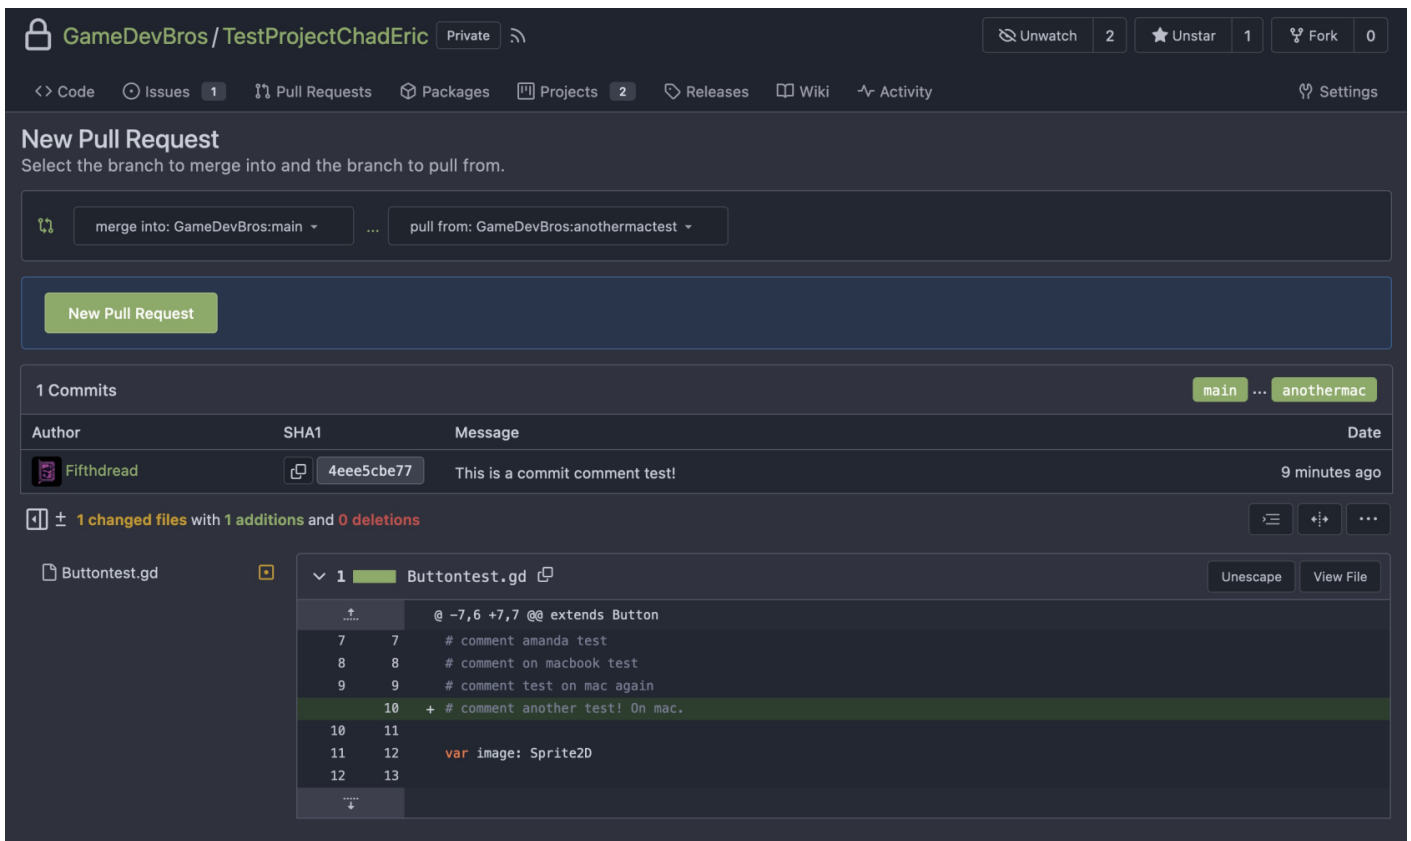 GameDevBros / TestProjectChadEric Private Unwatch 2 Unstar 1 Fork 0
<> Code Issues 1 Pull Requests Packages Projects 2 Releases Wiki Activity Settings
New Pull Request
Select the branch to merge into and the branch to pull from.
merge into: GameDevBros:main ... pull from: GameDevBros:anothermactest
New Pull Request
1 Commits main ... anothermac
Author SHA1 Message Date
Fifthdread 4eee5cbe77 This is a commit comment test! 9 minutes ago
± 1 changed files with 1 additions and 0 deletions ...
Buttontest.gd 1 Buttontest.gd Unescape View File
@ -7,6 +7,7 @@ extends Button
7 7 # comment amanda test
8 8 # comment on macbook test
9 9 # comment test on mac again
10 + # comment another test! On mac.
10 11
11 12 var image: Sprite2D
12 13